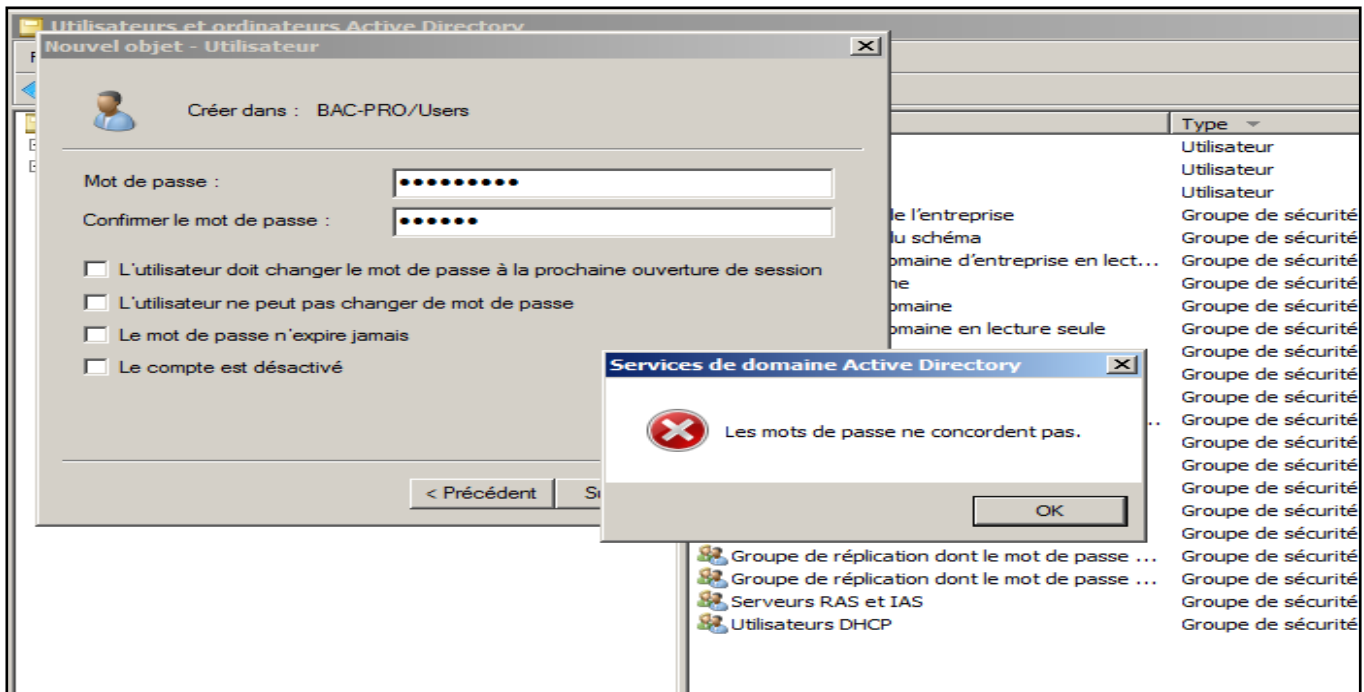 Utilisateurs et ordinateurs Active Directory
Nouvel objet - Utilisateur
Créer dans : BAC-PRO/Users
Mot de passe :
●●●●●●●●●
Confirmer le mot de passe :
●●●●●●
L'utilisateur doit changer le mot de passe à la prochaine ouverture de session
L'utilisateur ne peut pas changer de mot de passe
Le mot de passe n'expire jamais
Le compte est désactivé
< Précédent
Services de domaine Active Directory
Les mots de passe ne concordent pas.
OK
Type
Utilisateur
Utilisateur
Utilisateur
de l'entreprise Groupe de sécurité
du schéma Groupe de sécurité
omaine d'entreprise en lect... Groupe de sécurité
ne Groupe de sécurité
omaine Groupe de sécurité
omaine en lecture seule Groupe de sécurité
Groupe de sécurité
Groupe de sécurité
Groupe de sécurité
.. Groupe de sécurité
Groupe de sécurité
Groupe de sécurité
Groupe de sécurité
Groupe de sécurité
Groupe de sécurité
Groupe de réplication dont le mot de passe ... Groupe de sécurité
Groupe de réplication dont le mot de passe ... Groupe de sécurité
Serveurs RAS et IAS Groupe de sécurité
Utilisateurs DHCP Groupe de sécurité